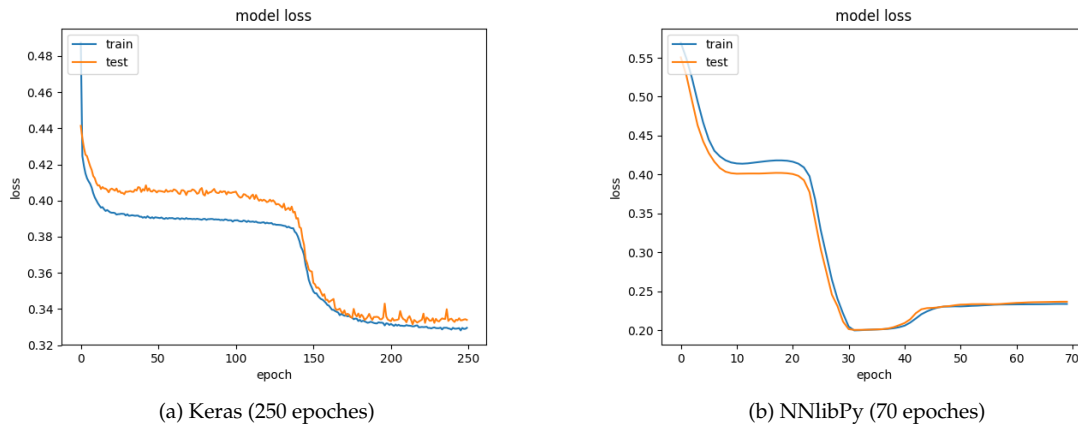 model loss
train
test
0.48
0.46
0.44
0.42
0.40
0.38
0.36
0.34
0.32
loss
0 50 100 150 200 250
epoch
(a) Keras (250 epoches)
model loss
train
test
0.55
0.50
0.45
0.40
0.35
0.30
0.25
0.20
loss
0 10 20 30 40 50 60 70
epoch
(b) NNlibPy (70 epoches)